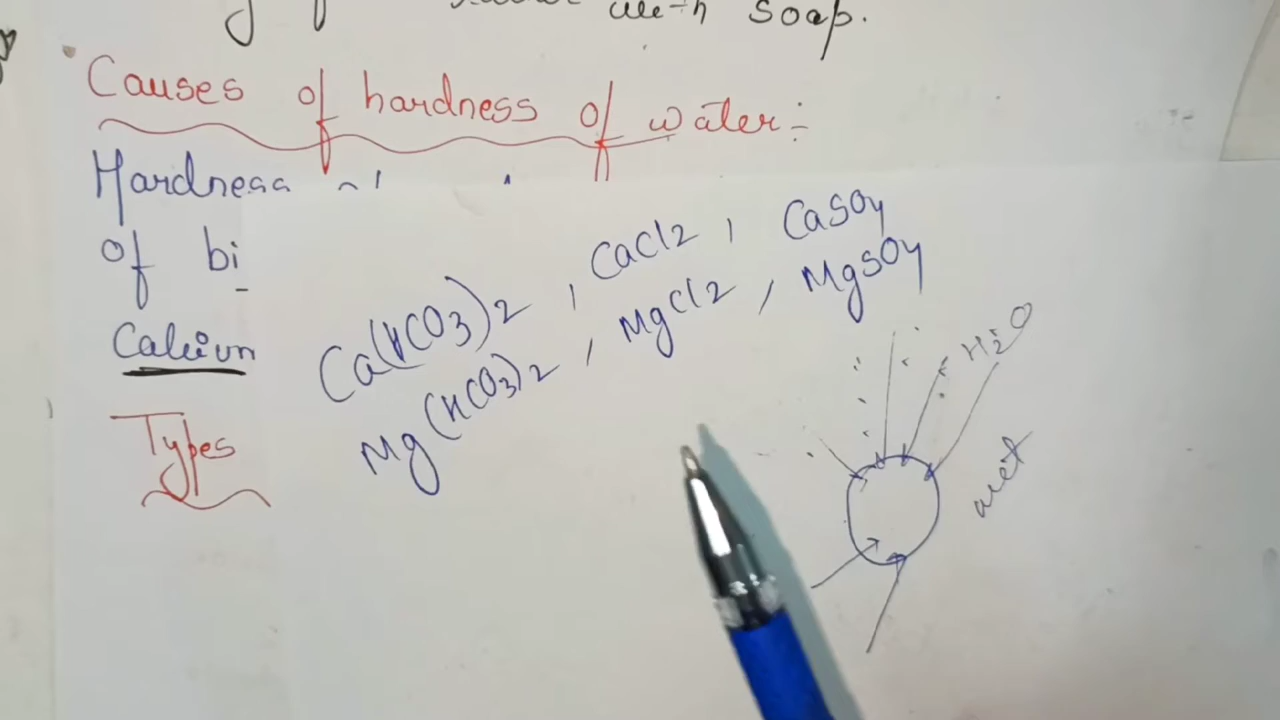 with soap.
Causes of hardness of water:-
Hardness
of bi
Calcium
Types
Ca(HCO3)2 , CaCl2 , CaSO4
Mg(HCO3)2 , MgCl2 , MgSO4
H2O